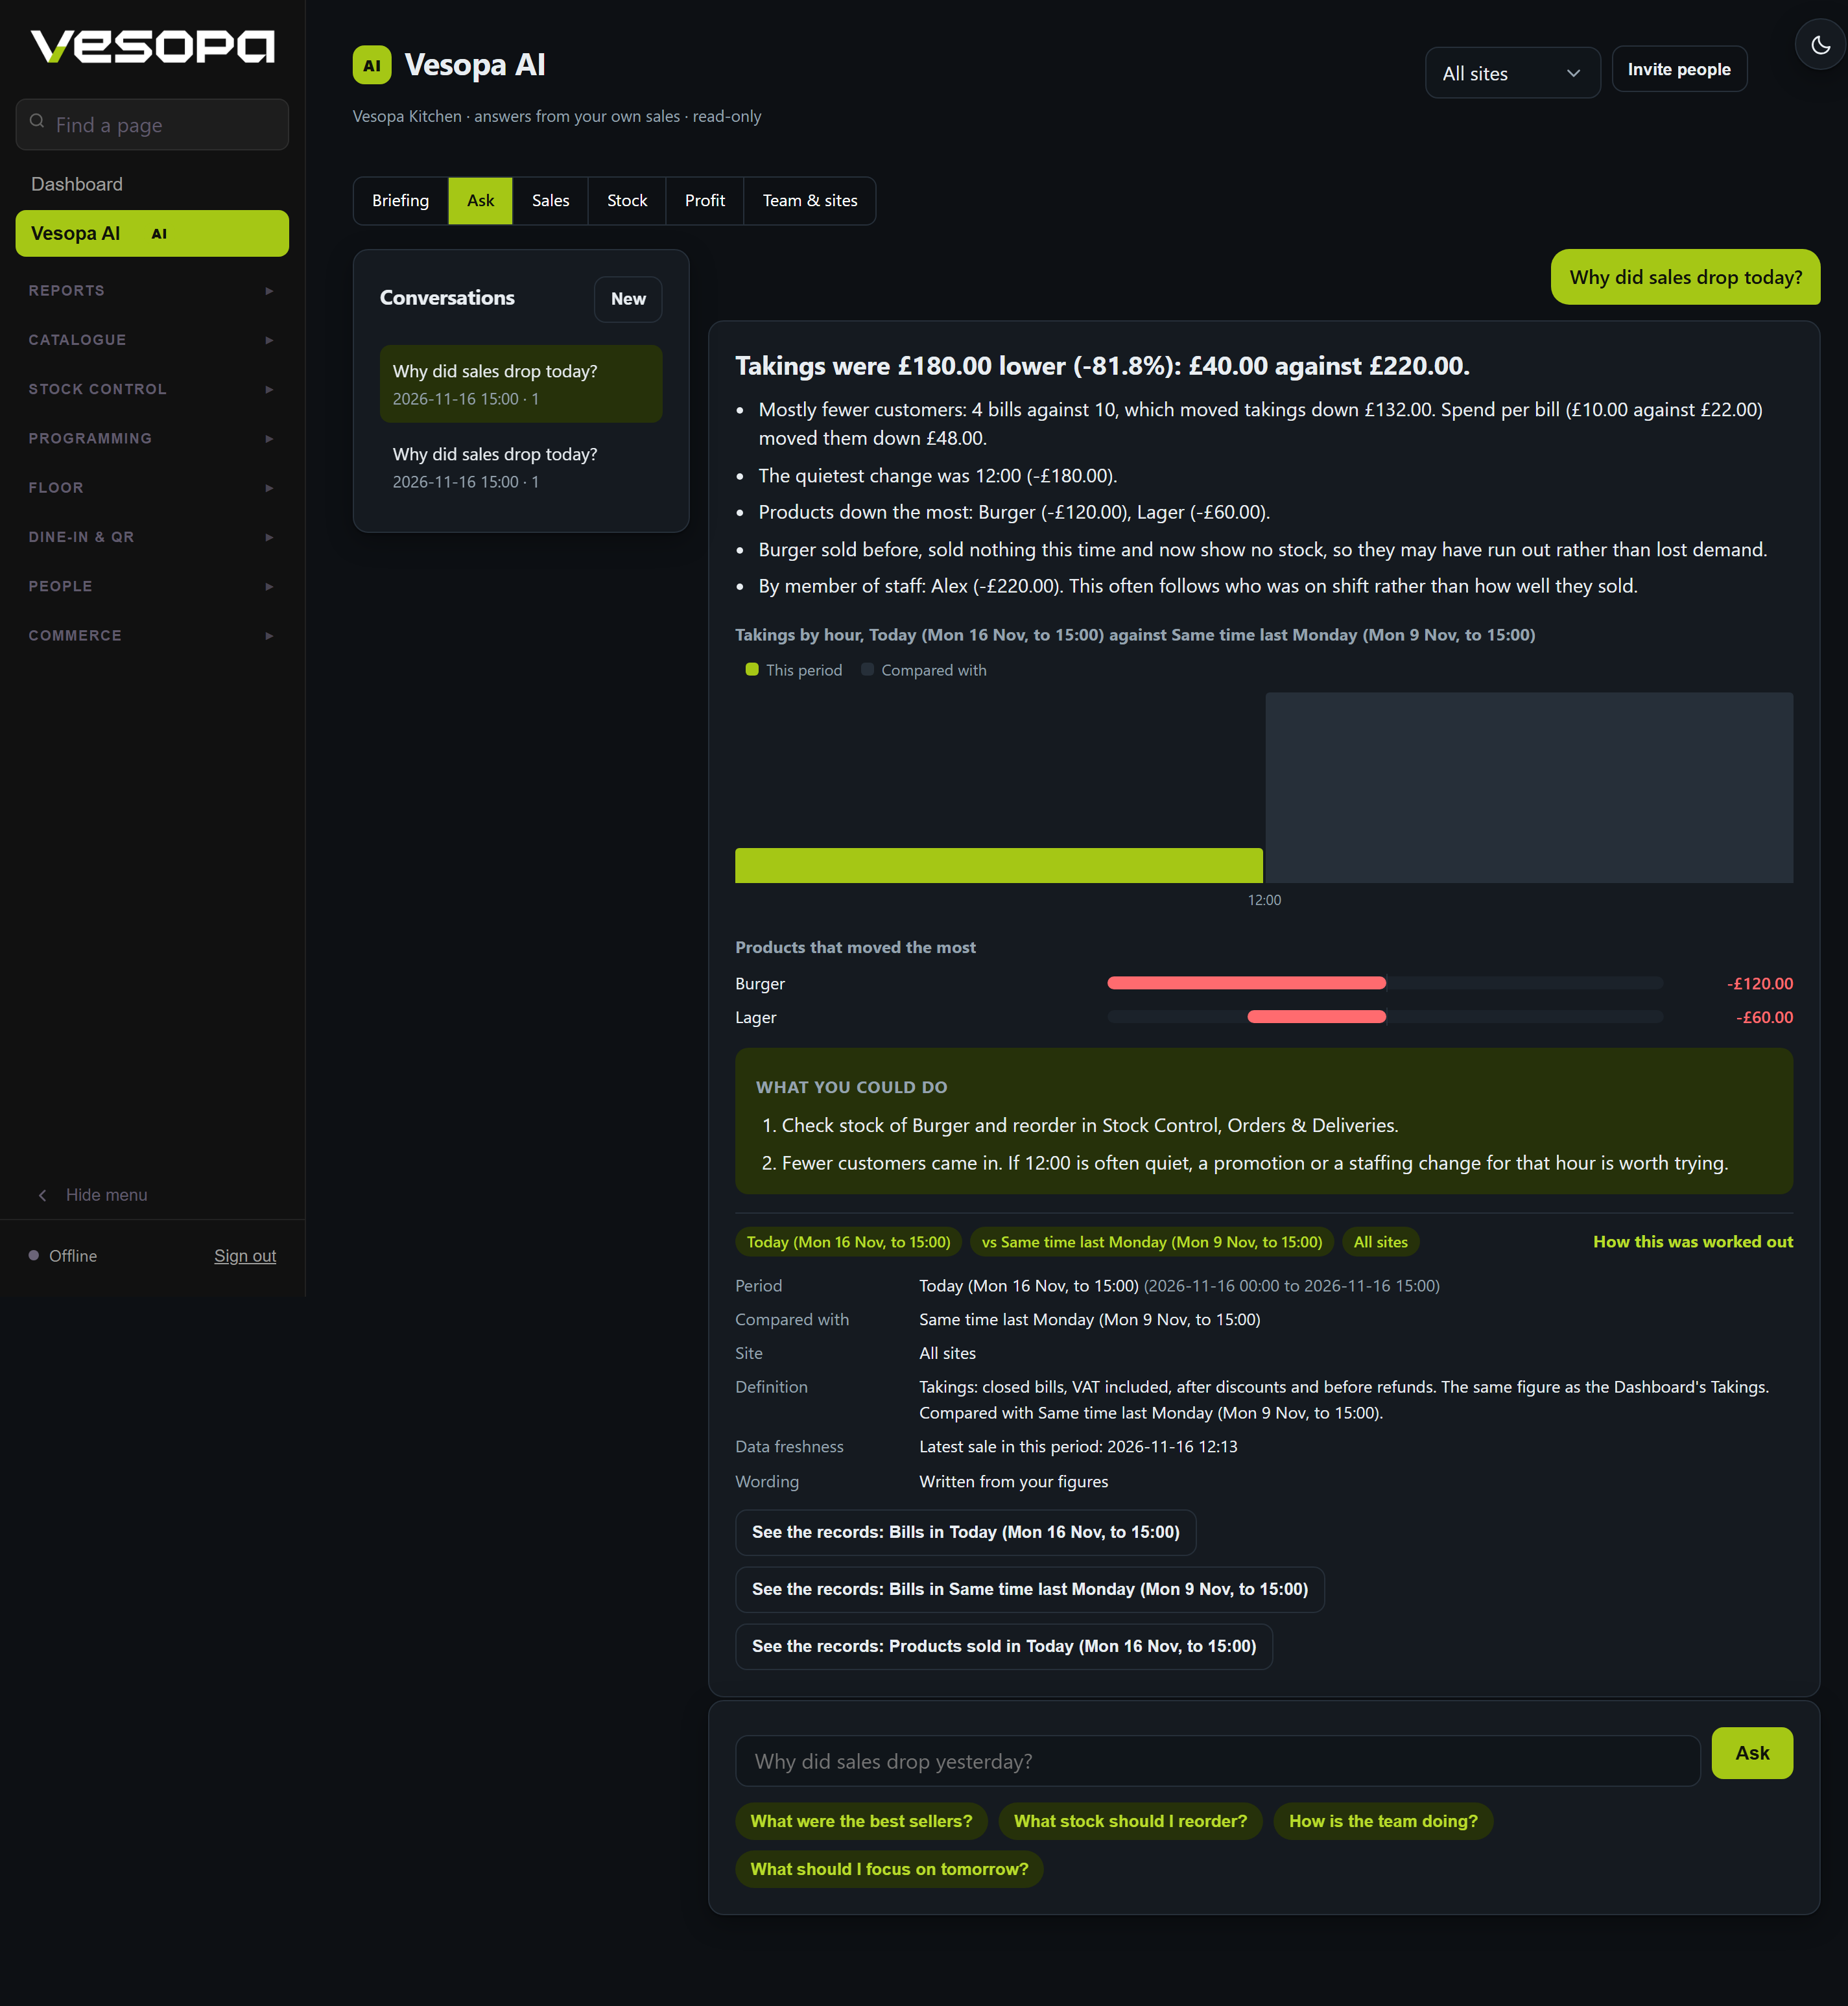 vesopa
Find a page
Dashboard
Vesopa AI AI
REPORTS
CATALOGUE
STOCK CONTROL
PROGRAMMING
FLOOR
DINE-IN & QR
PEOPLE
COMMERCE
Hide menu
Offline Sign out
AI Vesopa AI
All sites Invite people
Vesopa Kitchen · answers from your own sales · read-only
Briefing Ask Sales Stock Profit Team & sites
Conversations New
Why did sales drop today?
2026-11-16 15:00 · 1
Why did sales drop today?
2026-11-16 15:00 · 1
Why did sales drop today?
Takings were £180.00 lower (-81.8%): £40.00 against £220.00.
• Mostly fewer customers: 4 bills against 10, which moved takings down £132.00. Spend per bill (£10.00 against £22.00)
moved them down £48.00.
• The quietest change was 12:00 (-£180.00).
• Products down the most: Burger (-£120.00), Lager (-£60.00).
• Burger sold before, sold nothing this time and now show no stock, so they may have run out rather than lost demand.
• By member of staff: Alex (-£220.00). This often follows who was on shift rather than how well they sold.
Takings by hour, Today (Mon 16 Nov, to 15:00) against Same time last Monday (Mon 9 Nov, to 15:00)
This period Compared with
12:00
Products that moved the most
Burger -£120.00
Lager -£60.00
WHAT YOU COULD DO
1. Check stock of Burger and reorder in Stock Control, Orders & Deliveries.
2. Fewer customers came in. If 12:00 is often quiet, a promotion or a staffing change for that hour is worth trying.
Today (Mon 16 Nov, to 15:00) vs Same time last Monday (Mon 9 Nov, to 15:00) All sites How this was worked out
Period Today (Mon 16 Nov, to 15:00) (2026-11-16 00:00 to 2026-11-16 15:00)
Compared with Same time last Monday (Mon 9 Nov, to 15:00)
Site All sites
Definition Takings: closed bills, VAT included, after discounts and before refunds. The same figure as the Dashboard's Takings.
Compared with Same time last Monday (Mon 9 Nov, to 15:00).
Data freshness Latest sale in this period: 2026-11-16 12:13
Wording Written from your figures
See the records: Bills in Today (Mon 16 Nov, to 15:00)
See the records: Bills in Same time last Monday (Mon 9 Nov, to 15:00)
See the records: Products sold in Today (Mon 16 Nov, to 15:00)
Why did sales drop yesterday? Ask
What were the best sellers? What stock should I reorder? How is the team doing?
What should I focus on tomorrow?